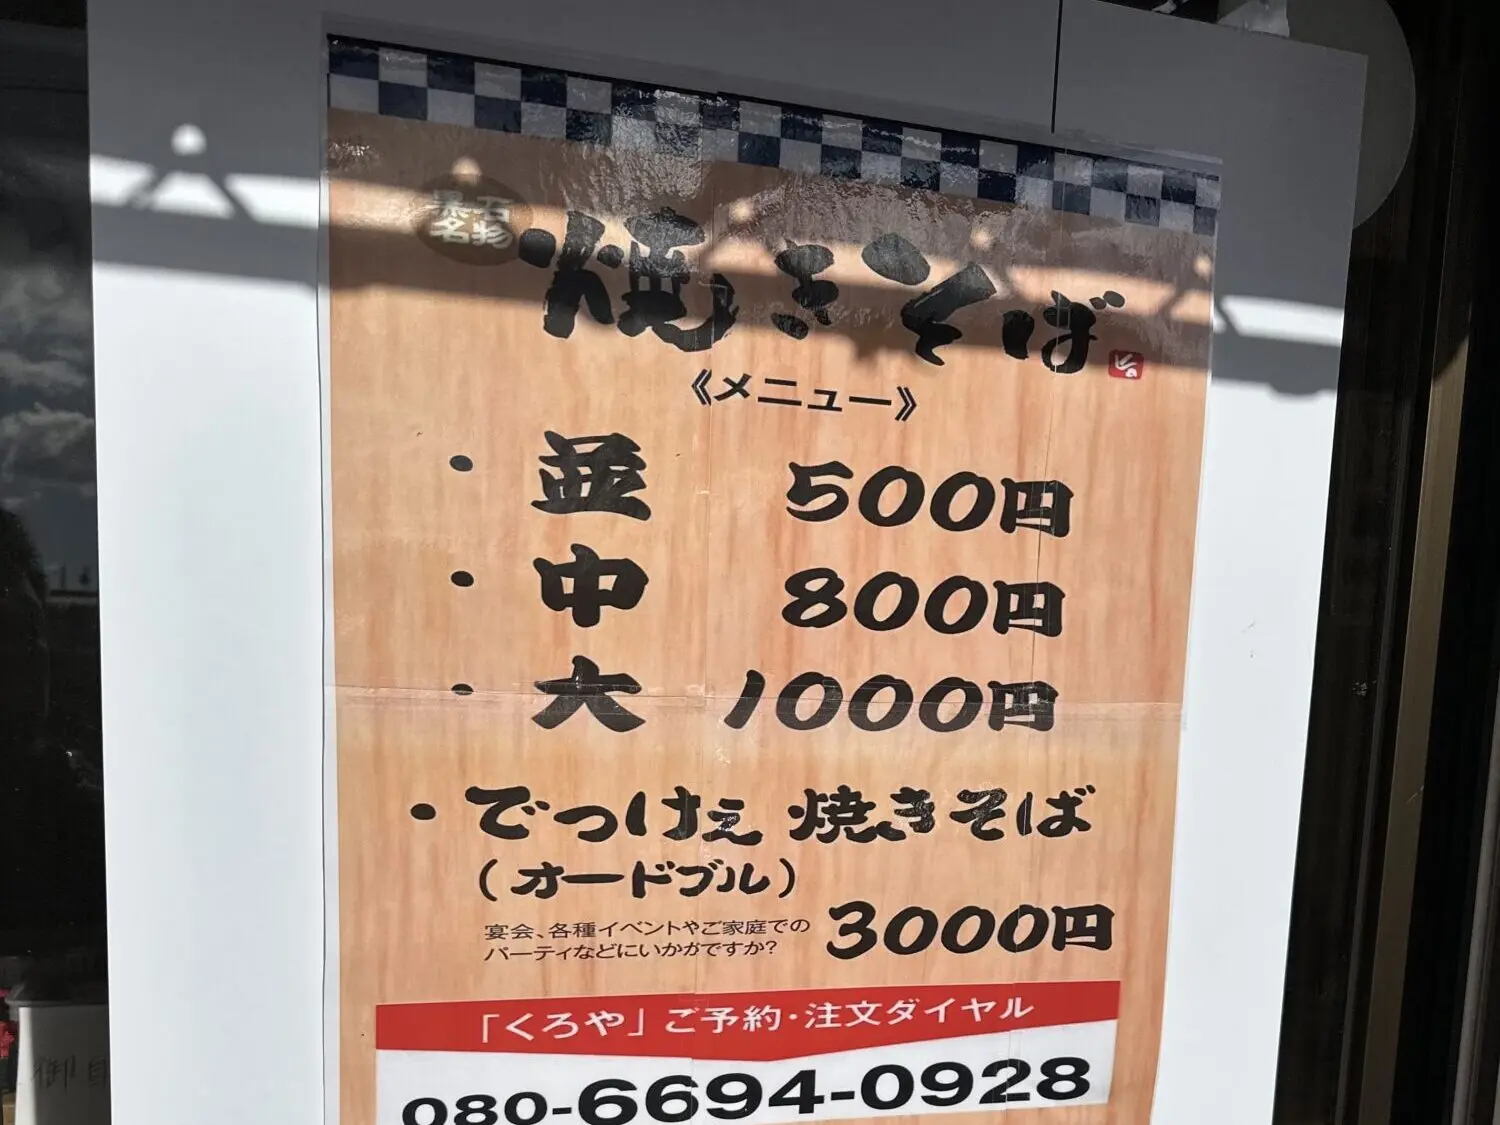 黒石
名物
焼きそば
《メニュー》
・並 500円
・中 800円
・大 1000円
・でっけぇ 焼きそば
(オードブル)
宴会、各種イベントやご家庭での
パーティなどにいかがですか?
3000円
「くろや」ご予約・注文ダイヤル
080-6694-0928